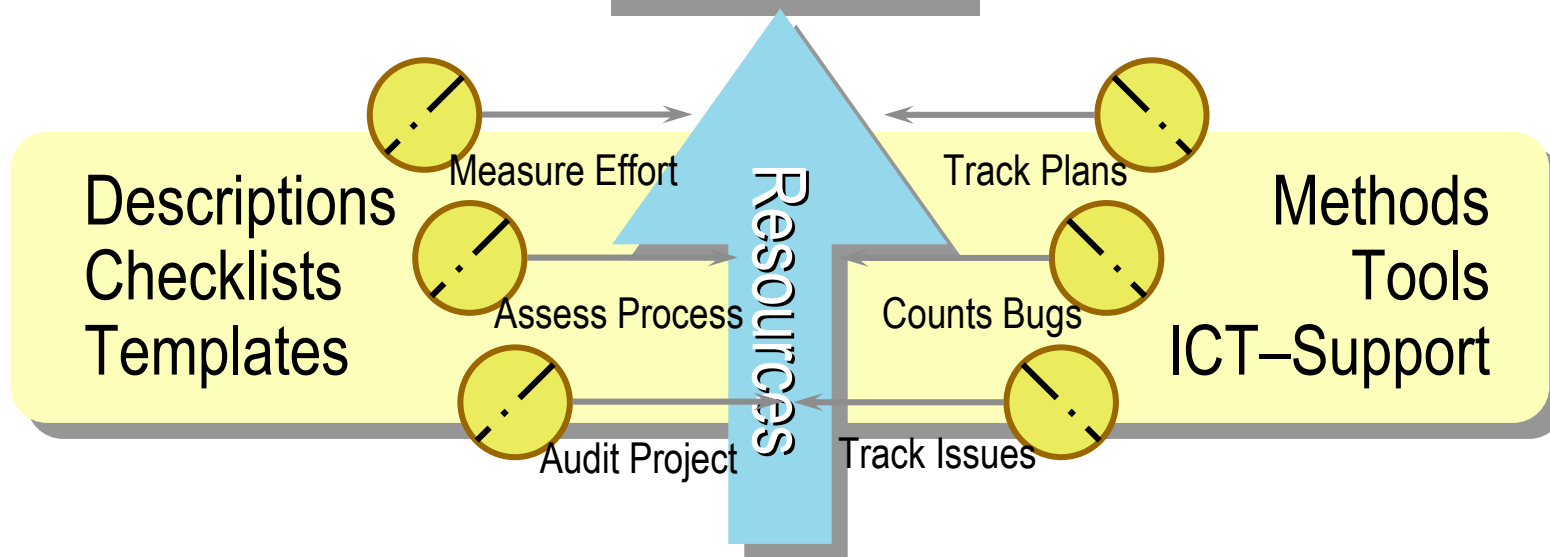 Measure Effort
Track Plans
Descriptions
Checklists
Templates
Resources
Methods
Tools
ICT–Support
Assess Process
Counts Bugs
Audit Project
Track Issues